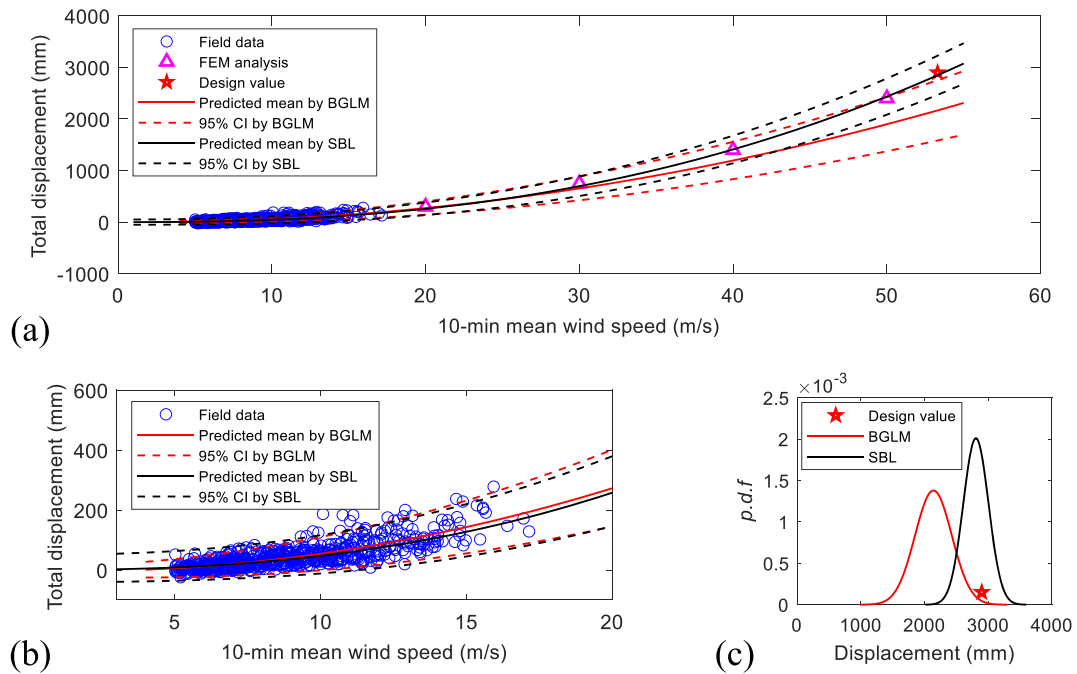 (a)
Total displacement (mm)
4000
3000
2000
1000
0
-1000
Field data
FEM analysis
Design value
Predicted mean by BGLM
95% CI by BGLM
Predicted mean by SBL
95% CI by SBL
0 10 20 30 40 50 60
10-min mean wind speed (m/s)
(b)
Total displacement (mm)
600
400
200
0
Field data
Predicted mean by BGLM
95% CI by BGLM
Predicted mean by SBL
95% CI by SBL
5 10 15 20
10-min mean wind speed (m/s)
(c)
p.d.f
×10-3
2.5
2
1.5
1
0.5
0
Design value
BGLM
SBL
0 1000 2000 3000 4000
Displacement (mm)